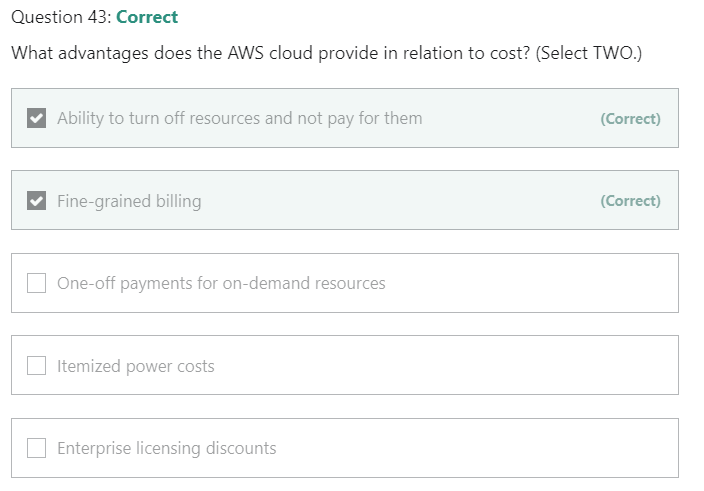 Question 43: Correct
What advantages does the AWS cloud provide in relation to cost? (Select TWO.)
Ability to turn off resources and not pay for them (Correct)
Fine-grained billing (Correct)
One-off payments for on-demand resources
Itemized power costs
Enterprise licensing discounts